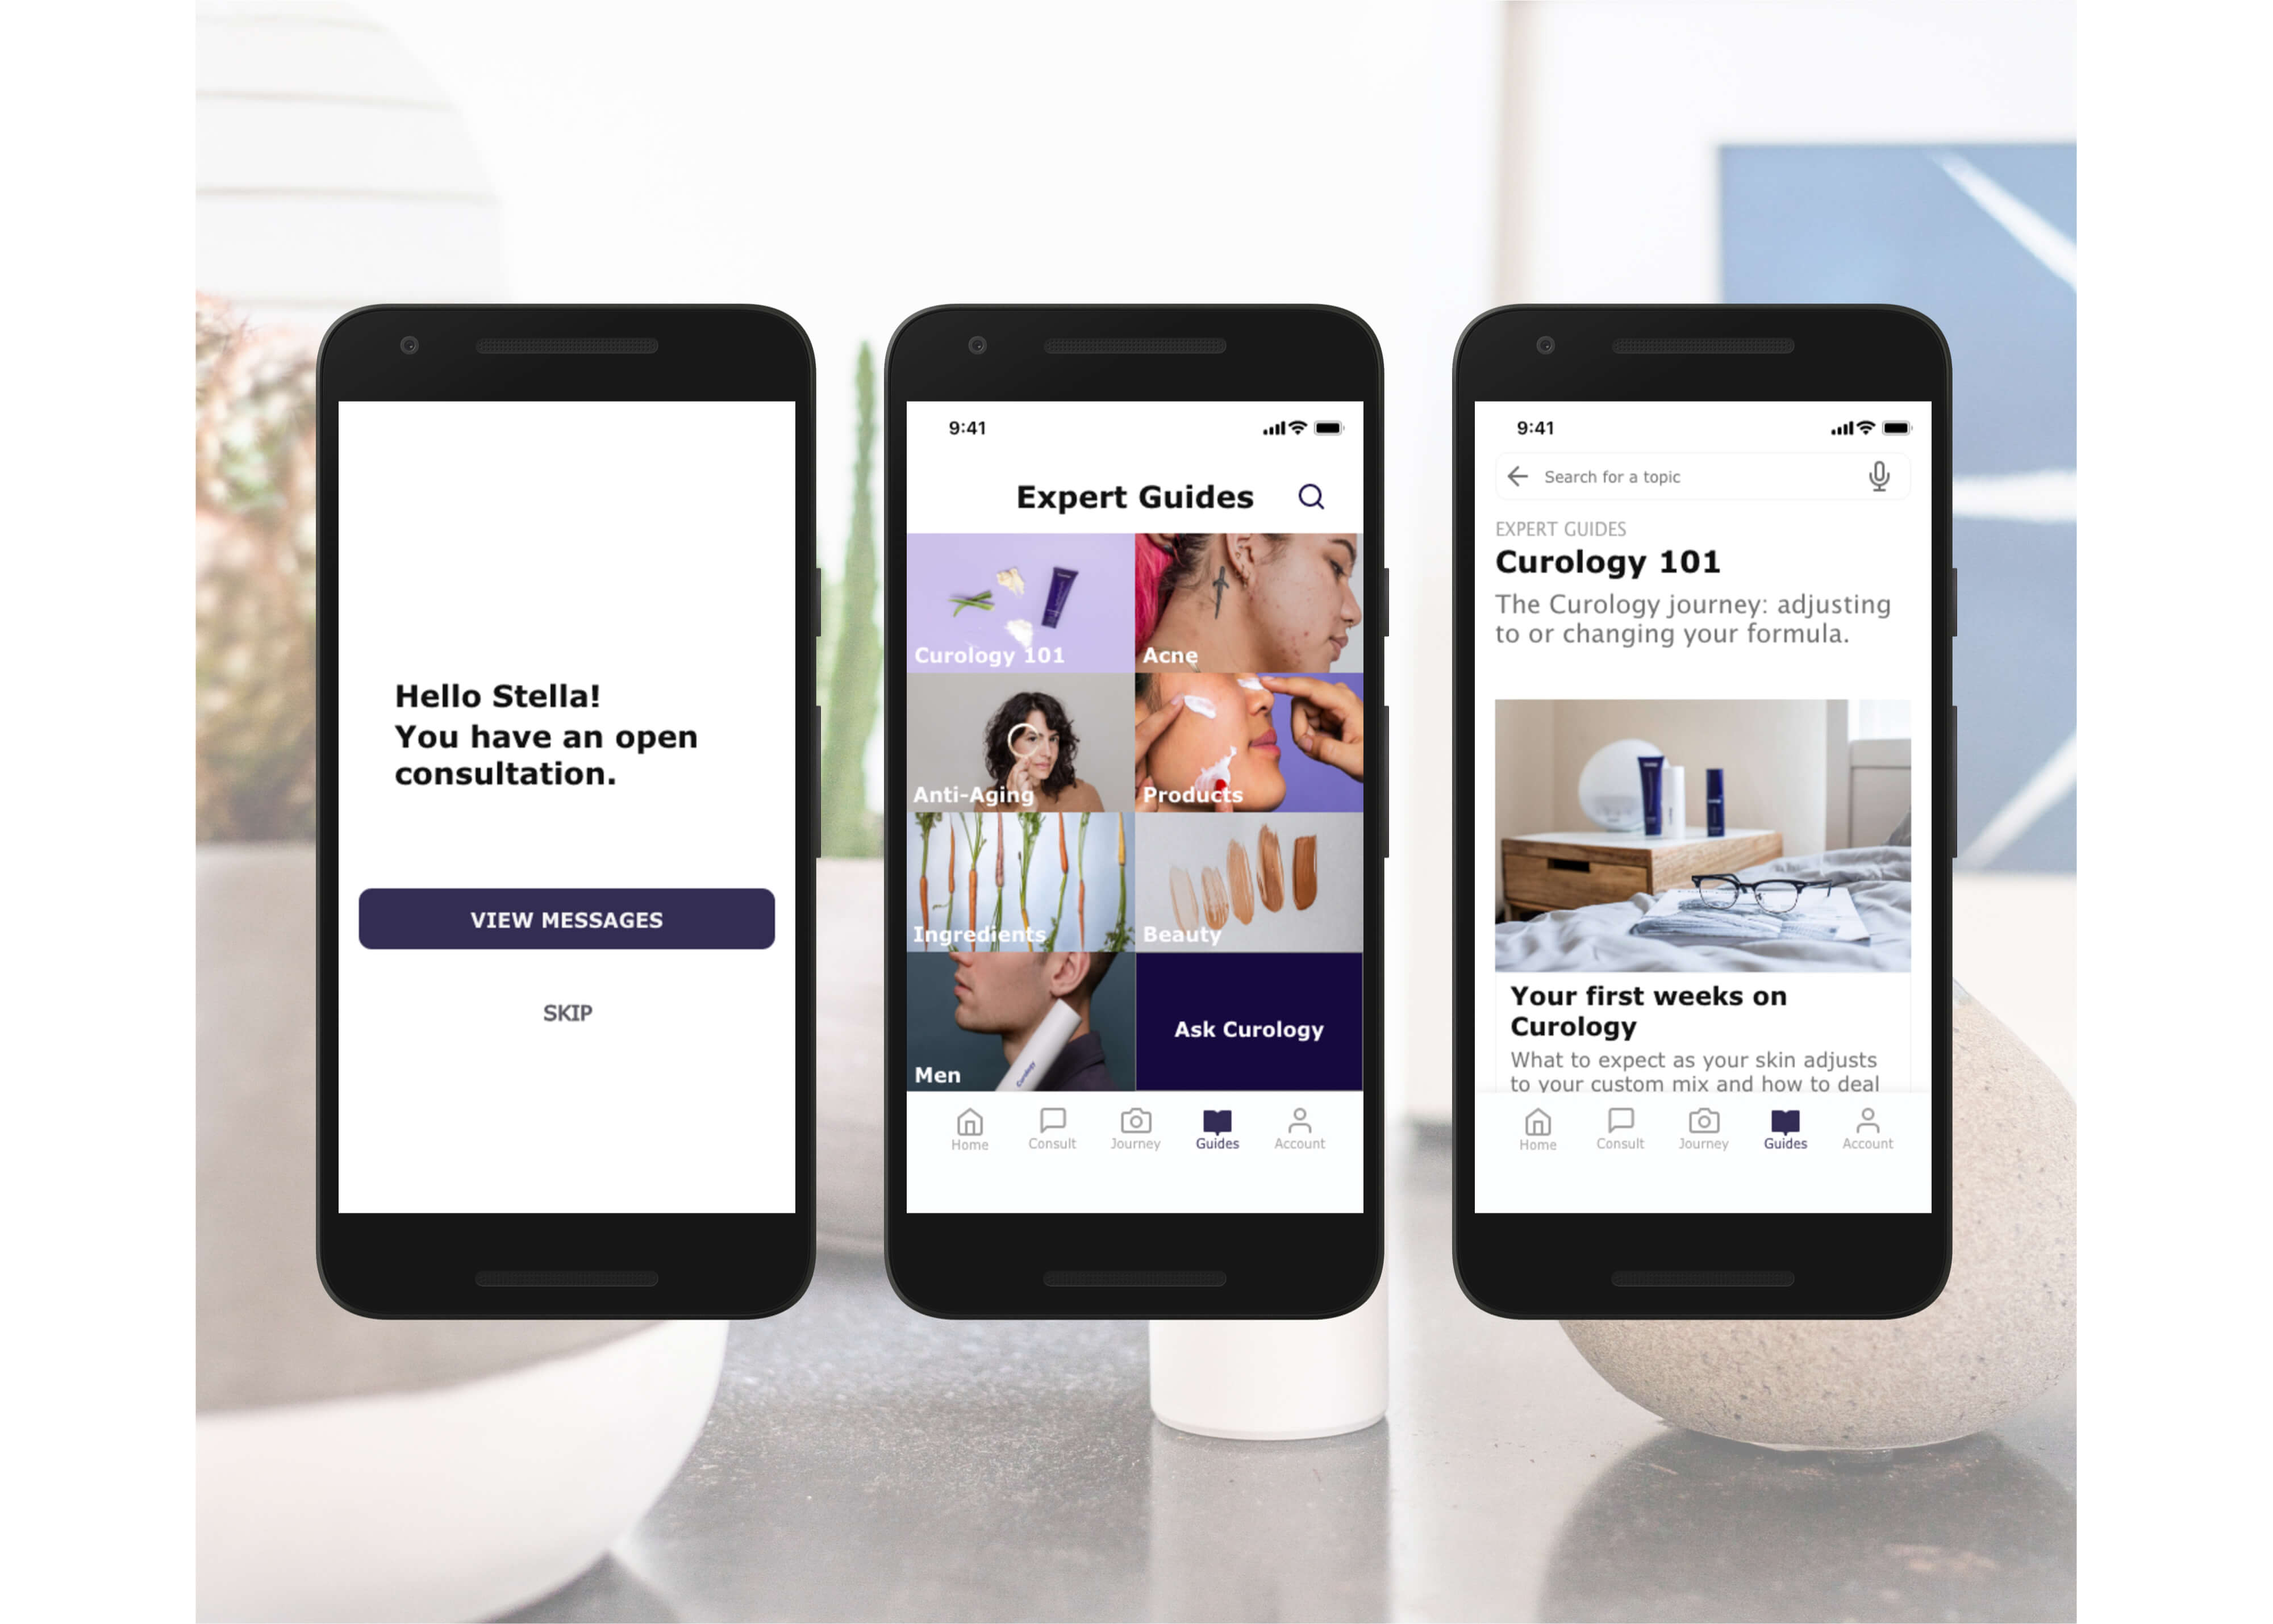 Hello Stella!
You have an open
consultation.
VIEW MESSAGES
SKIP
9:41
Expert Guides
Curology 101
Acne
Anti-Aging
Products
Ingredients
Beauty
Men
Curology
Ask Curology
Home
Consult
Journey
Guides
Account
9:41
Search for a topic
EXPERT GUIDES
Curology 101
The Curology journey: adjusting
to or changing your formula.
Your first weeks on
Curology
What to expect as your skin adjusts
to your custom mix and how to deal
Home
Consult
Journey
Guides
Account